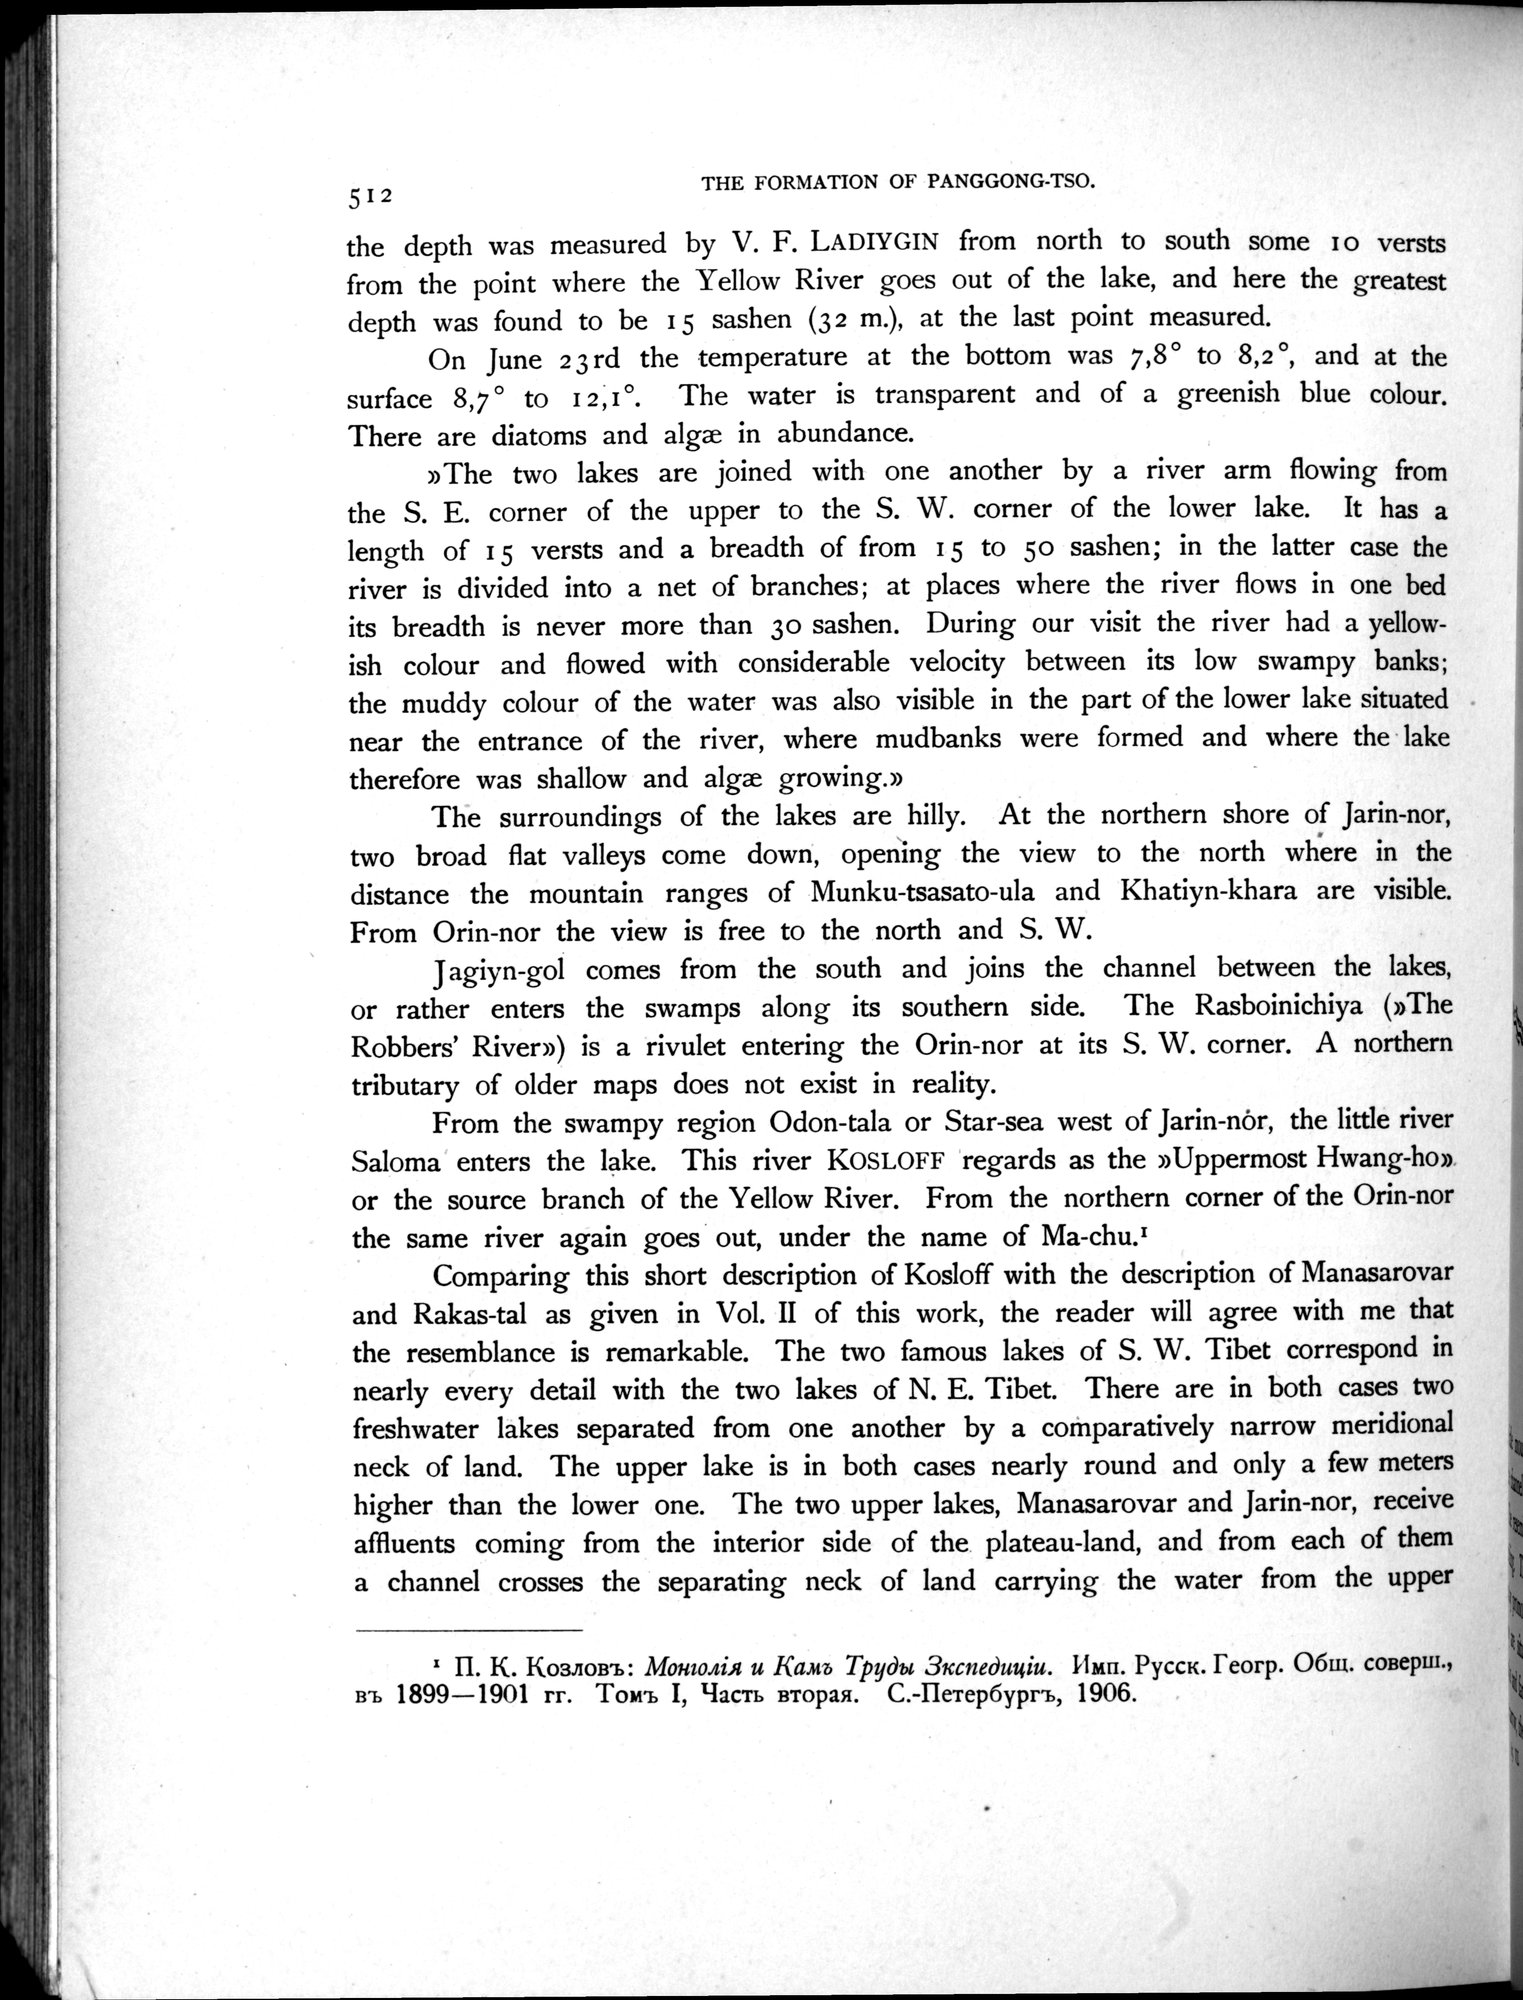 512
THE FORMATION OF PANGGONG-TSO.
the depth was measured by V. F. LADIYGIN from north to south some 10 versts
from the point where the Yellow River goes out of the lake, and here the greatest
depth was found to be 15 sashen (32 m.), at the last point measured.
On June 23rd the temperature at the bottom was 7,8° to 8,2°, and at the
surface 8,7° to 12,1°. The water is transparent and of a greenish blue colour.
There are diatoms and algæ in abundance.
»The two lakes are joined with one another by a river arm flowing from
the S. E. corner of the upper to the S. W. corner of the lower lake. It has a
length of 15 versts and a breadth of from 15 to 50 sashen; in the latter case the
river is divided into a net of branches; at places where the river flows in one bed
its breadth is never more than 30 sashen. During our visit the river had a yellow-
ish colour and flowed with considerable velocity between its low swampy banks;
the muddy colour of the water was also visible in the part of the lower lake situated
near the entrance of the river, where mudbanks were formed and where the lake
therefore was shallow and algæ growing.»
The surroundings of the lakes are hilly. At the northern shore of Jarin-nor,
two broad flat valleys come down, opening the view to the north where in the
distance the mountain ranges of Munku-tsasato-ula and Khatiyn-khara are visible.
From Orin-nor the view is free to the north and S. W.
Jagiyn-gol comes from the south and joins the channel between the lakes,
or rather enters the swamps along its southern side. The Rasboinichiya (»The
Robbers' River») is a rivulet entering the Orin-nor at its S. W. corner. A northern
tributary of older maps does not exist in reality.
From the swampy region Odon-tala or Star-sea west of Jarin-nor, the little river
Saloma enters the lake. This river KOSLOFF regards as the »Uppermost Hwang-ho»
or the source branch of the Yellow River. From the northern corner of the Orin-nor
the same river again goes out, under the name of Ma-chu.¹
Comparing this short description of Kosloff with the description of Manasarovar
and Rakas-tal as given in Vol. II of this work, the reader will agree with me that
the resemblance is remarkable. The two famous lakes of S. W. Tibet correspond in
nearly every detail with the two lakes of N. E. Tibet. There are in both cases two
freshwater lakes separated from one another by a comparatively narrow meridional
neck of land. The upper lake is in both cases nearly round and only a few meters
higher than the lower one. The two upper lakes, Manasarovar and Jarin-nor, receive
affluents coming from the interior side of the plateau-land, and from each of them
a channel crosses the separating neck of land carrying the water from the upper
¹ П. К. Козловъ: Монголія и Камъ Труды Экспедиціи. Имп. Русск. Геогр. Общ. соверш.,
въ 1899—1901 гг. Томъ I, Часть вторая. С.-Петербургъ, 1906.